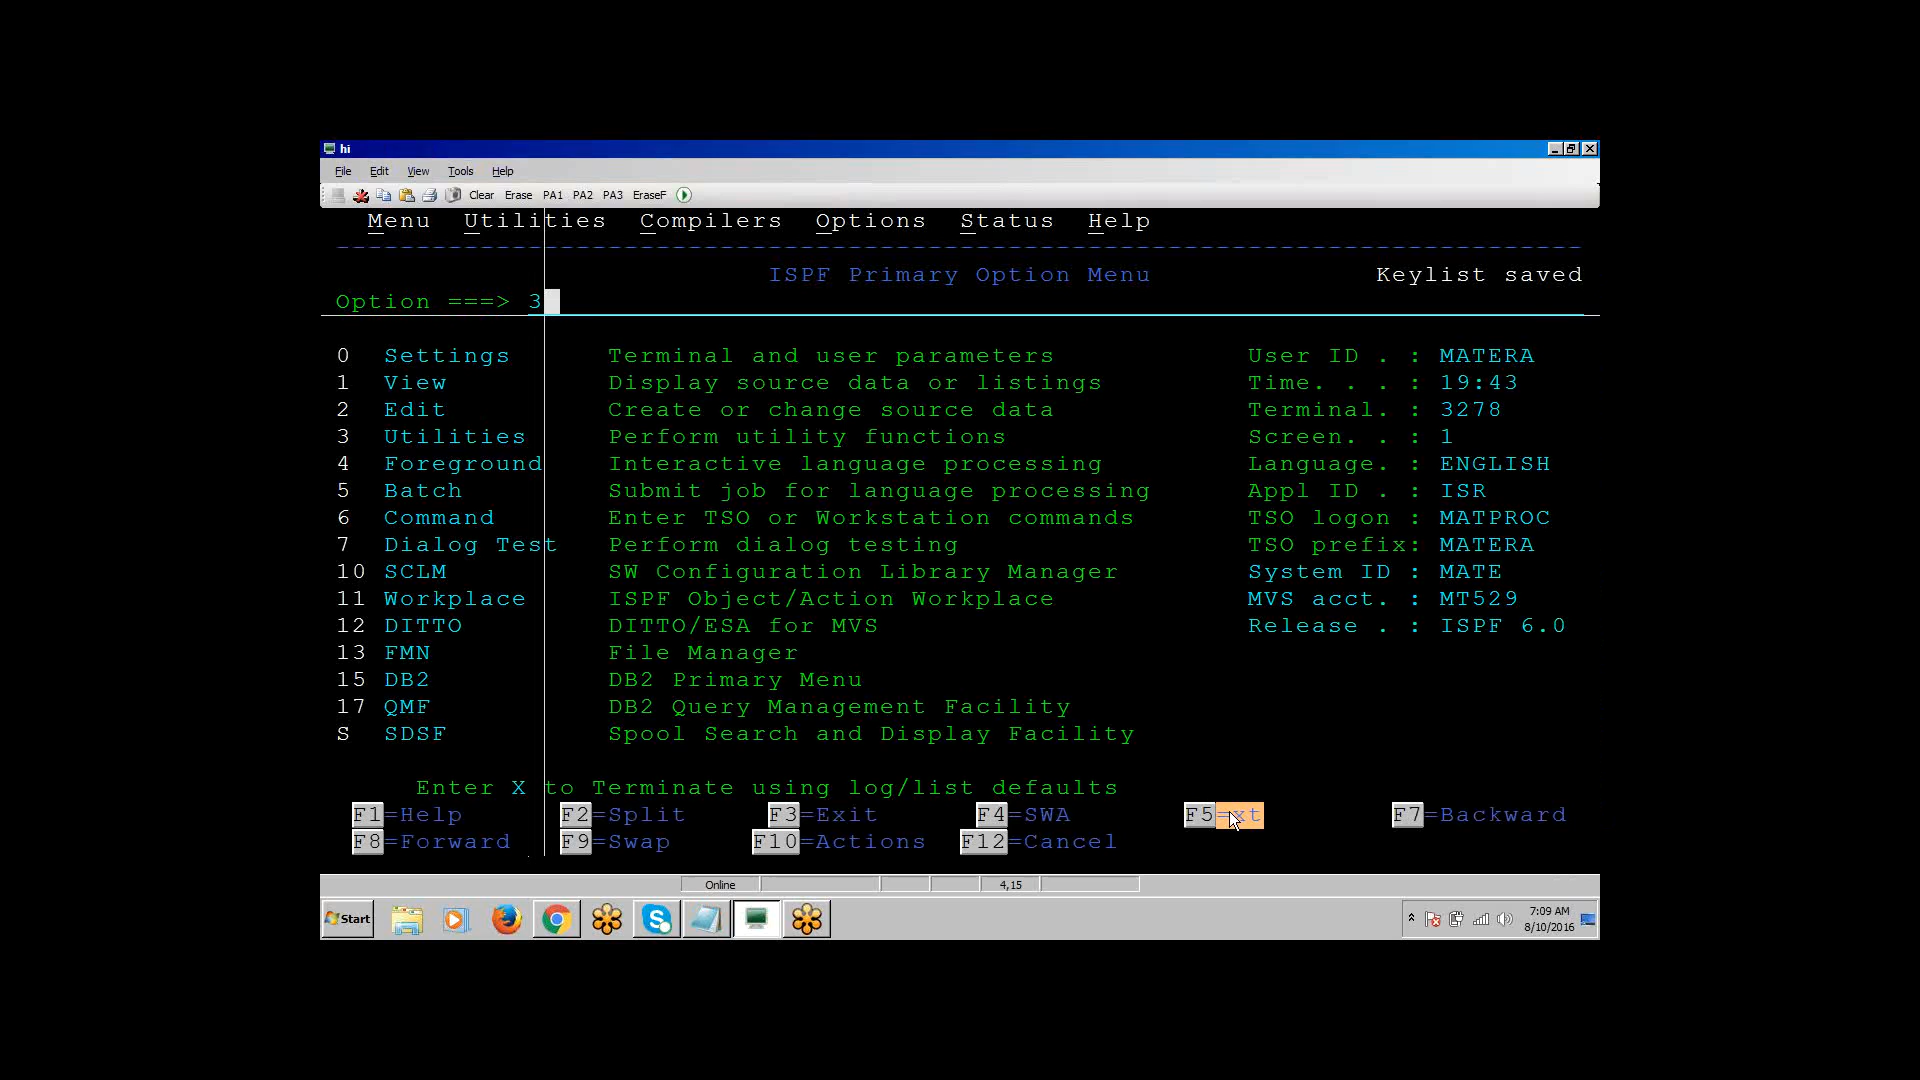 hi
File Edit View Tools Help
Clear Erase PA1 PA2 PA3 EraseF
Menu Utilities Compilers Options Status Help
ISPF Primary Option Menu Keylist saved
Option ===> 3
0 Settings Terminal and user parameters User ID . : MATERA
1 View Display source data or listings Time. . . : 19:43
2 Edit Create or change source data Terminal. : 3278
3 Utilities Perform utility functions Screen. . : 1
4 Foreground Interactive language processing Language. : ENGLISH
5 Batch Submit job for language processing Appl ID . : ISR
6 Command Enter TSO or Workstation commands TSO logon : MATPROC
7 Dialog Test Perform dialog testing TSO prefix: MATERA
10 SCLM SW Configuration Library Manager System ID : MATE
11 Workplace ISPF Object/Action Workplace MVS acct. : MT529
12 DITTO DITTO/ESA for MVS Release . : ISPF 6.0
13 FMN File Manager
15 DB2 DB2 Primary Menu
17 QMF DB2 Query Management Facility
S SDSF Spool Search and Display Facility
Enter X to Terminate using log/list defaults
F1=Help F2=Split F3=Exit F4=SWA F5= F7=Backward
F8=Forward F9=Swap F10=Actions F12=Cancel
Online 4,15
Start 7:09 AM
8/10/2016